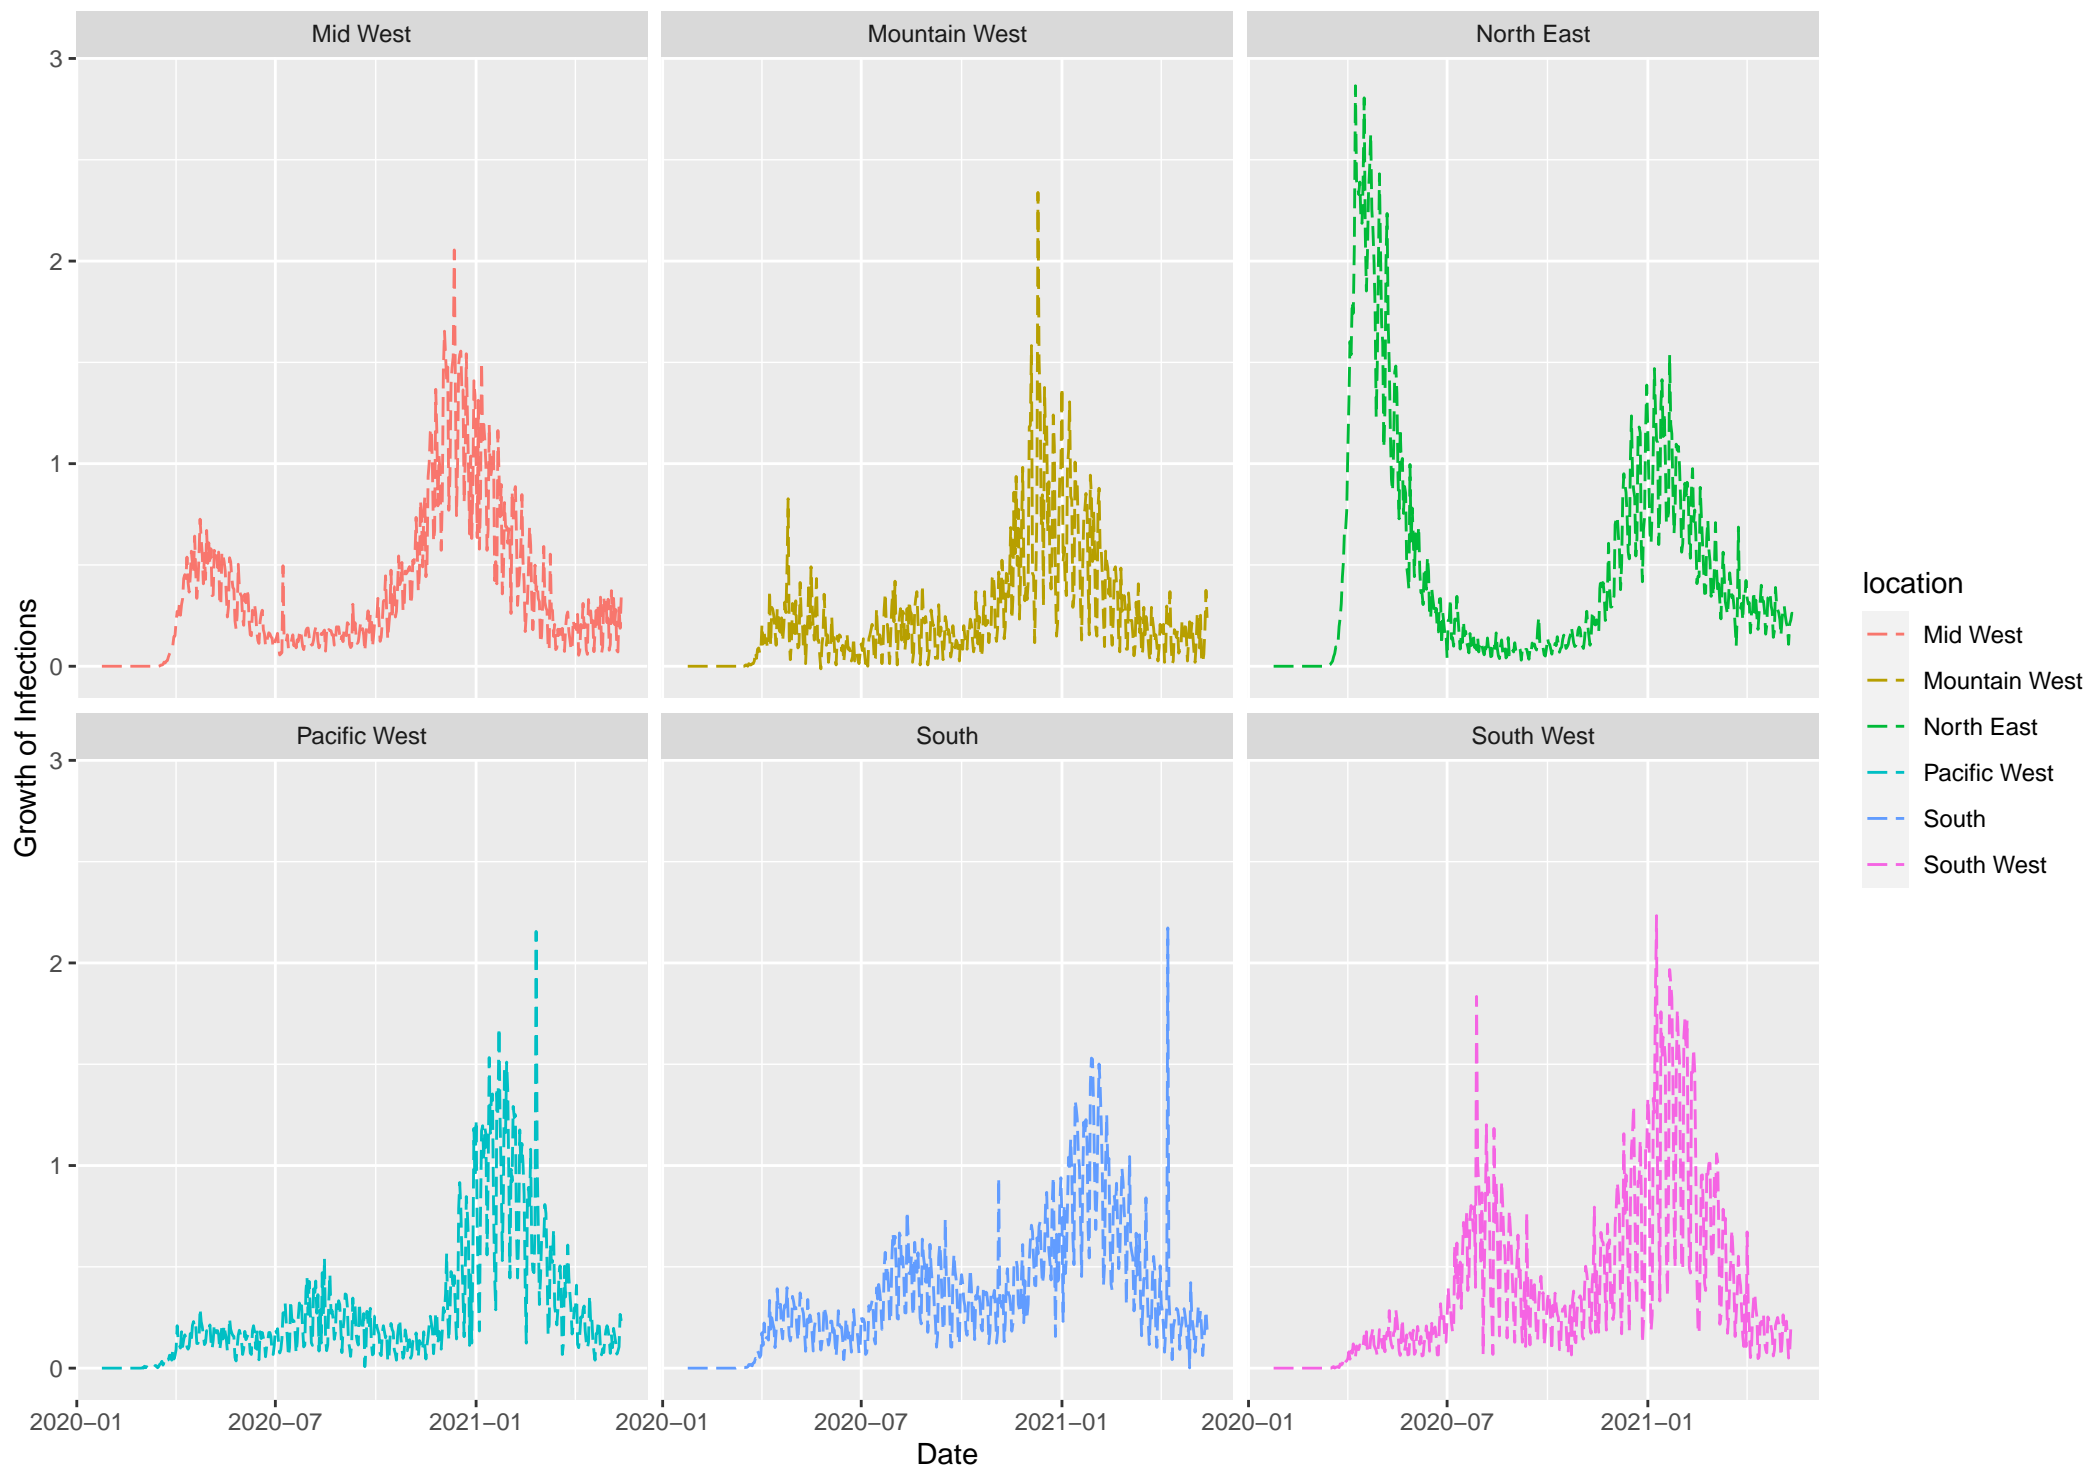 Mid West
Mountain West
North East
3
2
1
0
Pacific West
South
South West
3
2
1
0
2020−01
2020−07
2021−01
2020−01
2020−07
2021−01
2020−01
2020−07
2021−01
Date
Growth of Infections
location
Mid West
Mountain West
North East
Pacific West
South
South West